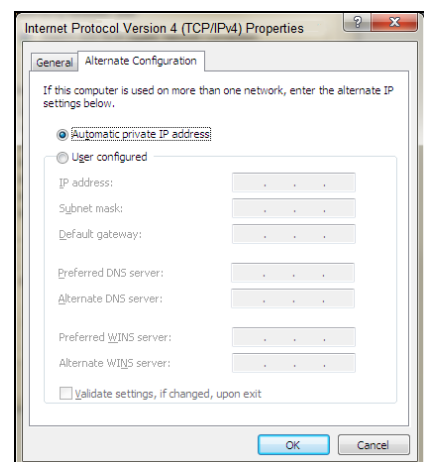 Internet Protocol Version 4 (TCP/IPv4) Properties
General Alternate Configuration
If this computer is used on more than one network, enter the alternate IP
settings below.
Automatic private IP address
User configured
IP address:
Subnet mask:
Default gateway:
Preferred DNS server:
Alternate DNS server:
Preferred WINS server:
Alternate WINS server:
Validate settings, if changed, upon exit
OK Cancel